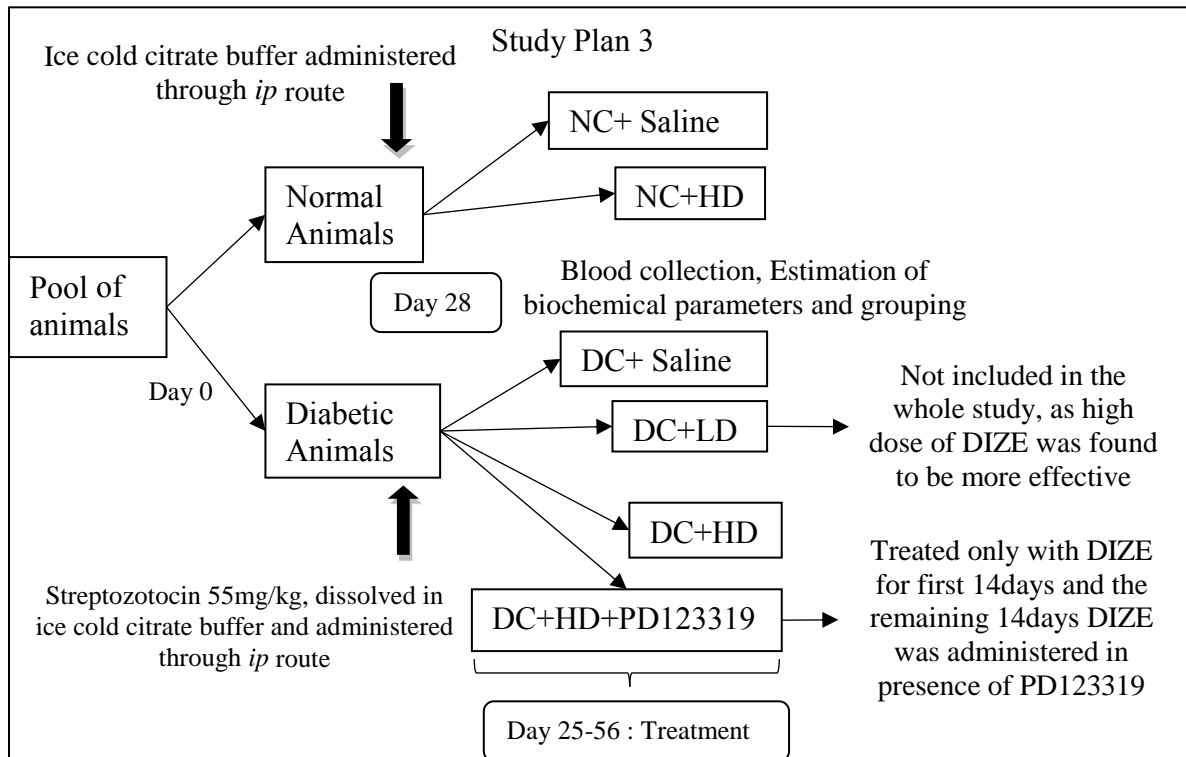 Study Plan 3
Ice cold citrate buffer administered
through ip route
NC+ Saline
NC+HD
Normal
Animals
Pool of
animals
Day 28
Blood collection, Estimation of
biochemical parameters and grouping
Day 0
Diabetic
Animals
DC+ Saline
DC+LD
Not included in the
whole study, as high
dose of DIZE was found
to be more effective
DC+HD
Streptozotocin 55mg/kg, dissolved in
ice cold citrate buffer and administered
through ip route
DC+HD+PD123319
Treated only with DIZE
for first 14days and the
remaining 14days DIZE
was administered in
presence of PD123319
Day 25-56 : Treatment